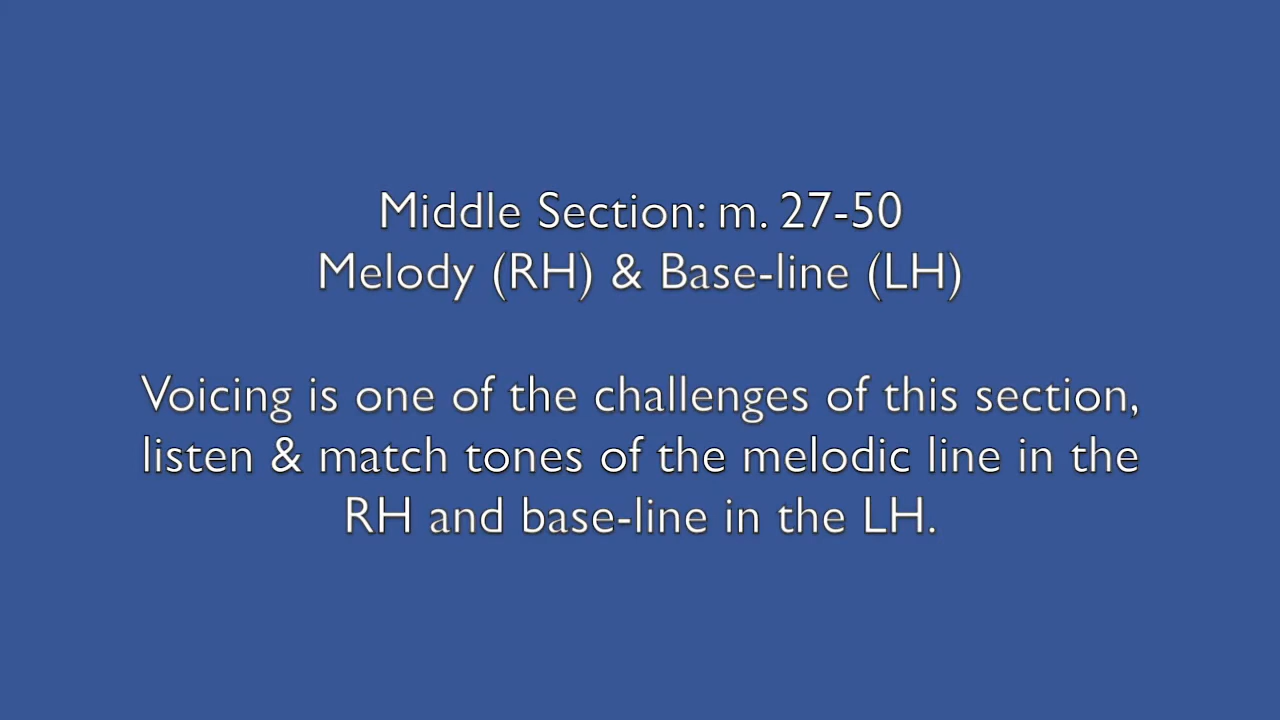 Middle Section: m. 27-50
Melody (RH) & Base-line (LH)
Voicing is one of the challenges of this section,
listen & match tones of the melodic line in the
RH and base-line in the LH.